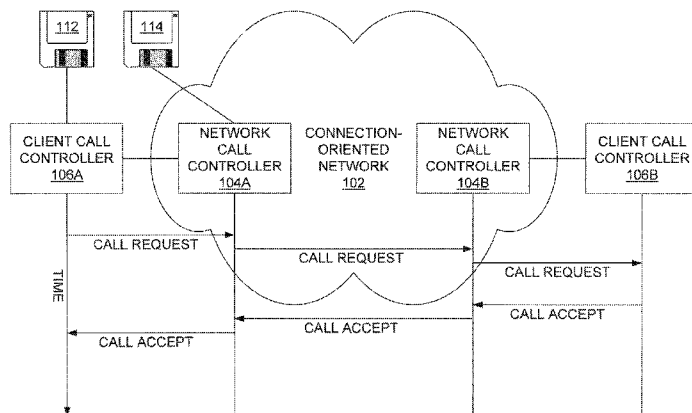 112
114
CLIENT CALL
CONTROLLER
106A
NETWORK
CALL
CONTROLLER
104A
CONNECTION-
ORIENTED
NETWORK
102
NETWORK
CALL
CONTROLLER
104B
CLIENT CALL
CONTROLLER
106B
CALL REQUEST
CALL REQUEST
CALL REQUEST
TIME
CALL ACCEPT
CALL ACCEPT
CALL ACCEPT